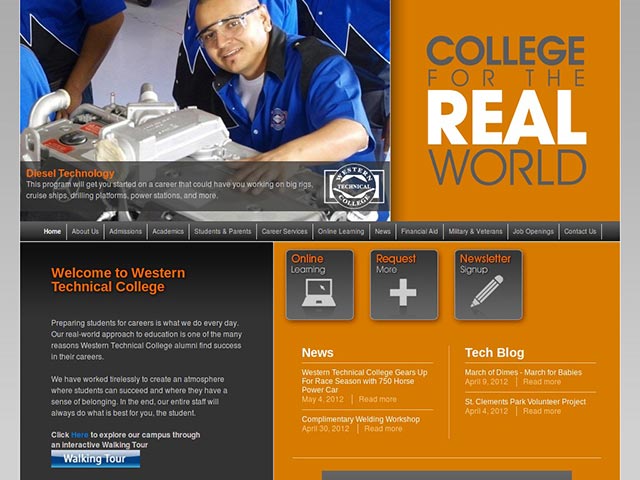 COLLEGE
FOR THE
REAL
WORLD
Diesel Technology
This program will get you started on a career that could have you working on big rigs,
cruise ships, drilling platforms, power stations, and more.
WESTERN
TECHNICAL
COLLEGE
Home About Us Admissions Academics Students & Parents Career Services Online Learning News Financial Aid Military & Veterans Job Openings Contact Us
Welcome to Western
Technical College
Preparing students for careers is what we do every day.
Our real-world approach to education is one of the many
reasons Western Technical College alumni find success
in their careers.
We have worked tirelessly to create an atmosphere
where students can succeed and where they have a
sense of belonging. In the end, our entire staff will
always do what is best for you, the student.
Click Here to explore our campus through
an interactive Walking Tour
Walking Tour
Online
Learning
Request
More
Newsletter
Signup
News
Western Technical College Gears Up
For Race Season with 750 Horse
Power Car
May 4, 2012 Read more
Complimentary Welding Workshop
April 30, 2012 Read more
Tech Blog
March of Dimes - March for Babies
April 9, 2012 Read more
St. Clements Park Volunteer Project
April 4, 2012 Read more